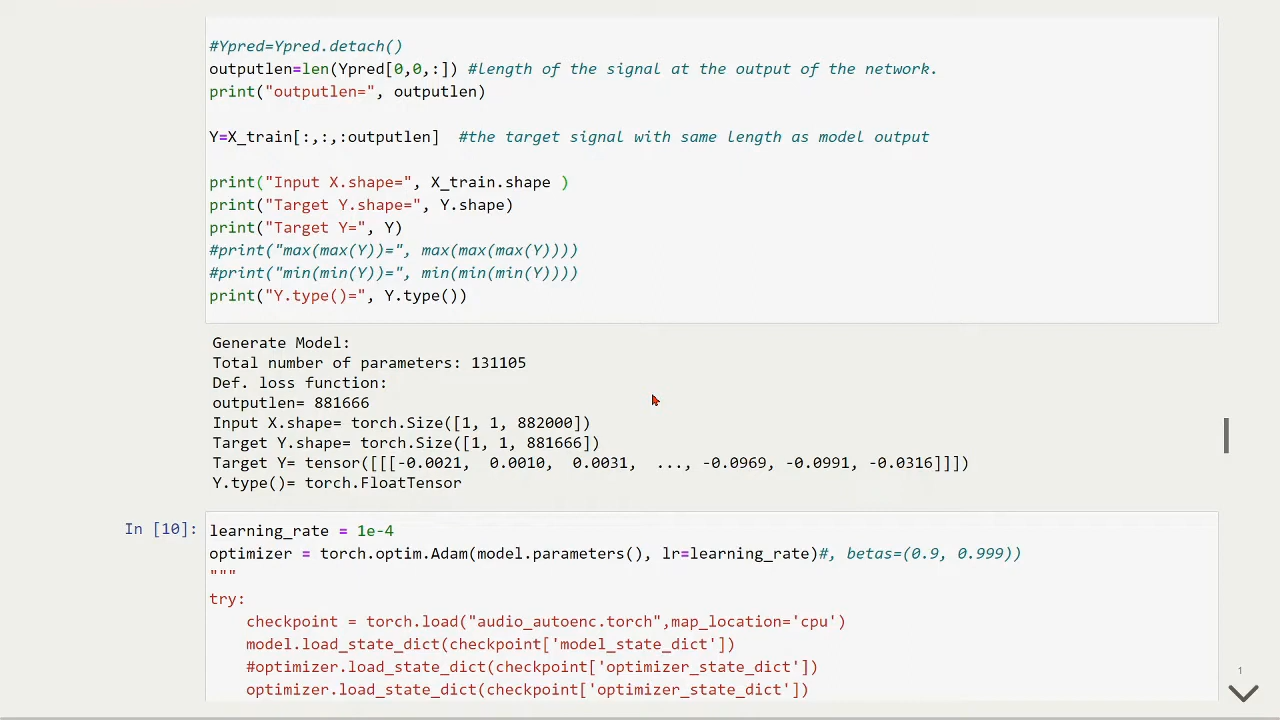 #Ypred=Ypred.detach()
outputlen=len(Ypred[0,0,:]) #length of the signal at the output of the network.
print("outputlen=", outputlen)
Y=X_train[:,:,:outputlen]  #the target signal with same length as model output
print("Input X.shape=", X_train.shape )
print("Target Y.shape=", Y.shape)
print("Target Y=", Y)
#print("max(max(Y))=", max(max(max(Y))))
#print("min(min(Y))=", min(min(min(Y))))
print("Y.type()=", Y.type())
Generate Model:
Total number of parameters: 131105
Def. loss function:
outputlen= 881666
Input X.shape= torch.Size([1, 1, 882000])
Target Y.shape= torch.Size([1, 1, 881666])
Target Y= tensor([[[-0.0021,  0.0010,  0.0031,  ..., -0.0969, -0.0991, -0.0316]]])
Y.type()= torch.FloatTensor
In [10]: learning_rate = 1e-4
optimizer = torch.optim.Adam(model.parameters(), lr=learning_rate)#, betas=(0.9, 0.999))
"""
try:
    checkpoint = torch.load("audio_autoenc.torch",map_location='cpu')
    model.load_state_dict(checkpoint['model_state_dict'])
    #optimizer.load_state_dict(checkpoint['optimizer_state_dict'])
    optimizer.load_state_dict(checkpoint['optimizer_state_dict'])
1